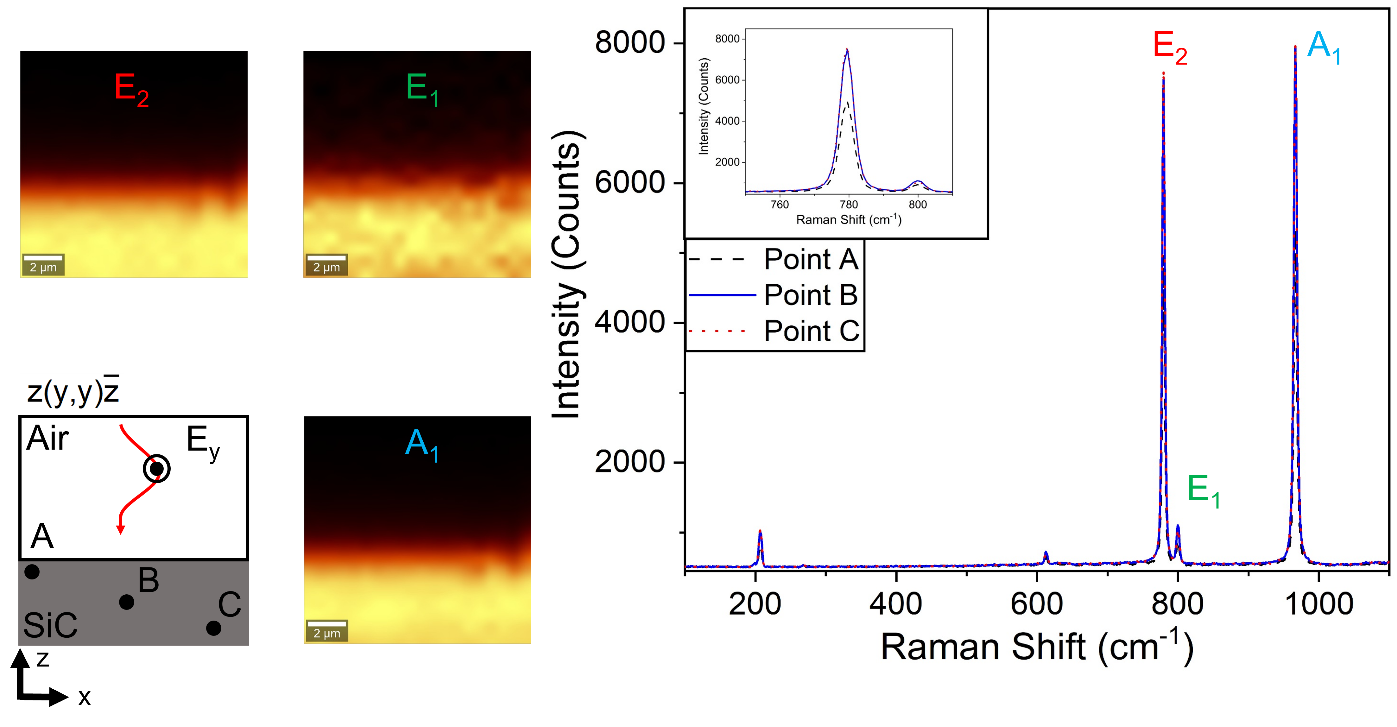 E₂
2 μm
E₁
2 μm
z(y,y)z̅
Air
E_y
A
B
C
SiC
z
x
A₁
2 μm
Intensity (Counts)
8000
6000
4000
2000
200
400
600
800
1000
Raman Shift (cm⁻¹)
E₂
A₁
E₁
Intensity (Counts)
8000
6000
4000
2000
760
780
800
Raman Shift (cm⁻¹)
Point A
Point B
Point C